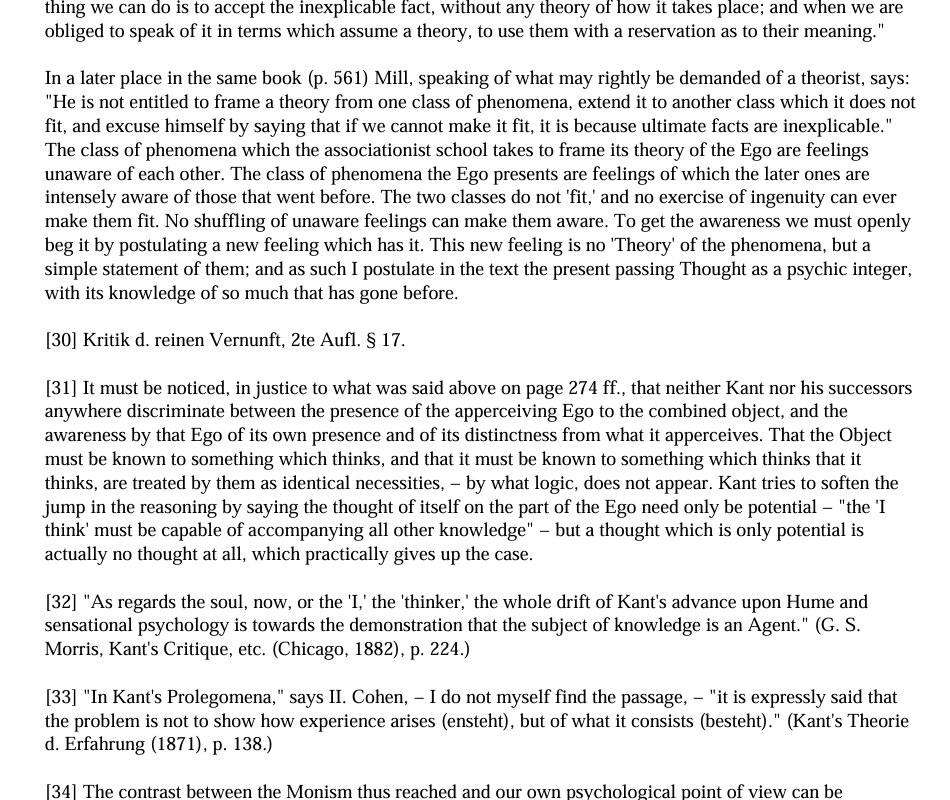 thing we can do is to accept the inexplicable fact, without any theory of how it takes place; and when we are
obliged to speak of it in terms which assume a theory, to use them with a reservation as to their meaning."
In a later place in the same book (p. 561) Mill, speaking of what may rightly be demanded of a theorist, says:
"He is not entitled to frame a theory from one class of phenomena, extend it to another class which it does not
fit, and excuse himself by saying that if we cannot make it fit, it is because ultimate facts are inexplicable."
The class of phenomena which the associationist school takes to frame its theory of the Ego are feelings
unaware of each other. The class of phenomena the Ego presents are feelings of which the later ones are
intensely aware of those that went before. The two classes do not 'fit,' and no exercise of ingenuity can ever
make them fit. No shuffling of unaware feelings can make them aware. To get the awareness we must openly
beg it by postulating a new feeling which has it. This new feeling is no 'Theory' of the phenomena, but a
simple statement of them; and as such I postulate in the text the present passing Thought as a psychic integer,
with its knowledge of so much that has gone before.
[30] Kritik d. reinen Vernunft, 2te Aufl. § 17.
[31] It must be noticed, in justice to what was said above on page 274 ff., that neither Kant nor his successors
anywhere discriminate between the presence of the apperceiving Ego to the combined object, and the
awareness by that Ego of its own presence and of its distinctness from what it apperceives. That the Object
must be known to something which thinks, and that it must be known to something which thinks that it
thinks, are treated by them as identical necessities, – by what logic, does not appear. Kant tries to soften the
jump in the reasoning by saying the thought of itself on the part of the Ego need only be potential – "the 'I
think' must be capable of accompanying all other knowledge" – but a thought which is only potential is
actually no thought at all, which practically gives up the case.
[32] "As regards the soul, now, or the 'I,' the 'thinker,' the whole drift of Kant's advance upon Hume and
sensational psychology is towards the demonstration that the subject of knowledge is an Agent." (G. S.
Morris, Kant's Critique, etc. (Chicago, 1882), p. 224.)
[33] "In Kant's Prolegomena," says II. Cohen, – I do not myself find the passage, – "it is expressly said that
the problem is not to show how experience arises (ensteht), but of what it consists (besteht)." (Kant's Theorie
d. Erfahrung (1871), p. 138.)
[34] The contrast between the Monism thus reached and our own psychological point of view can be